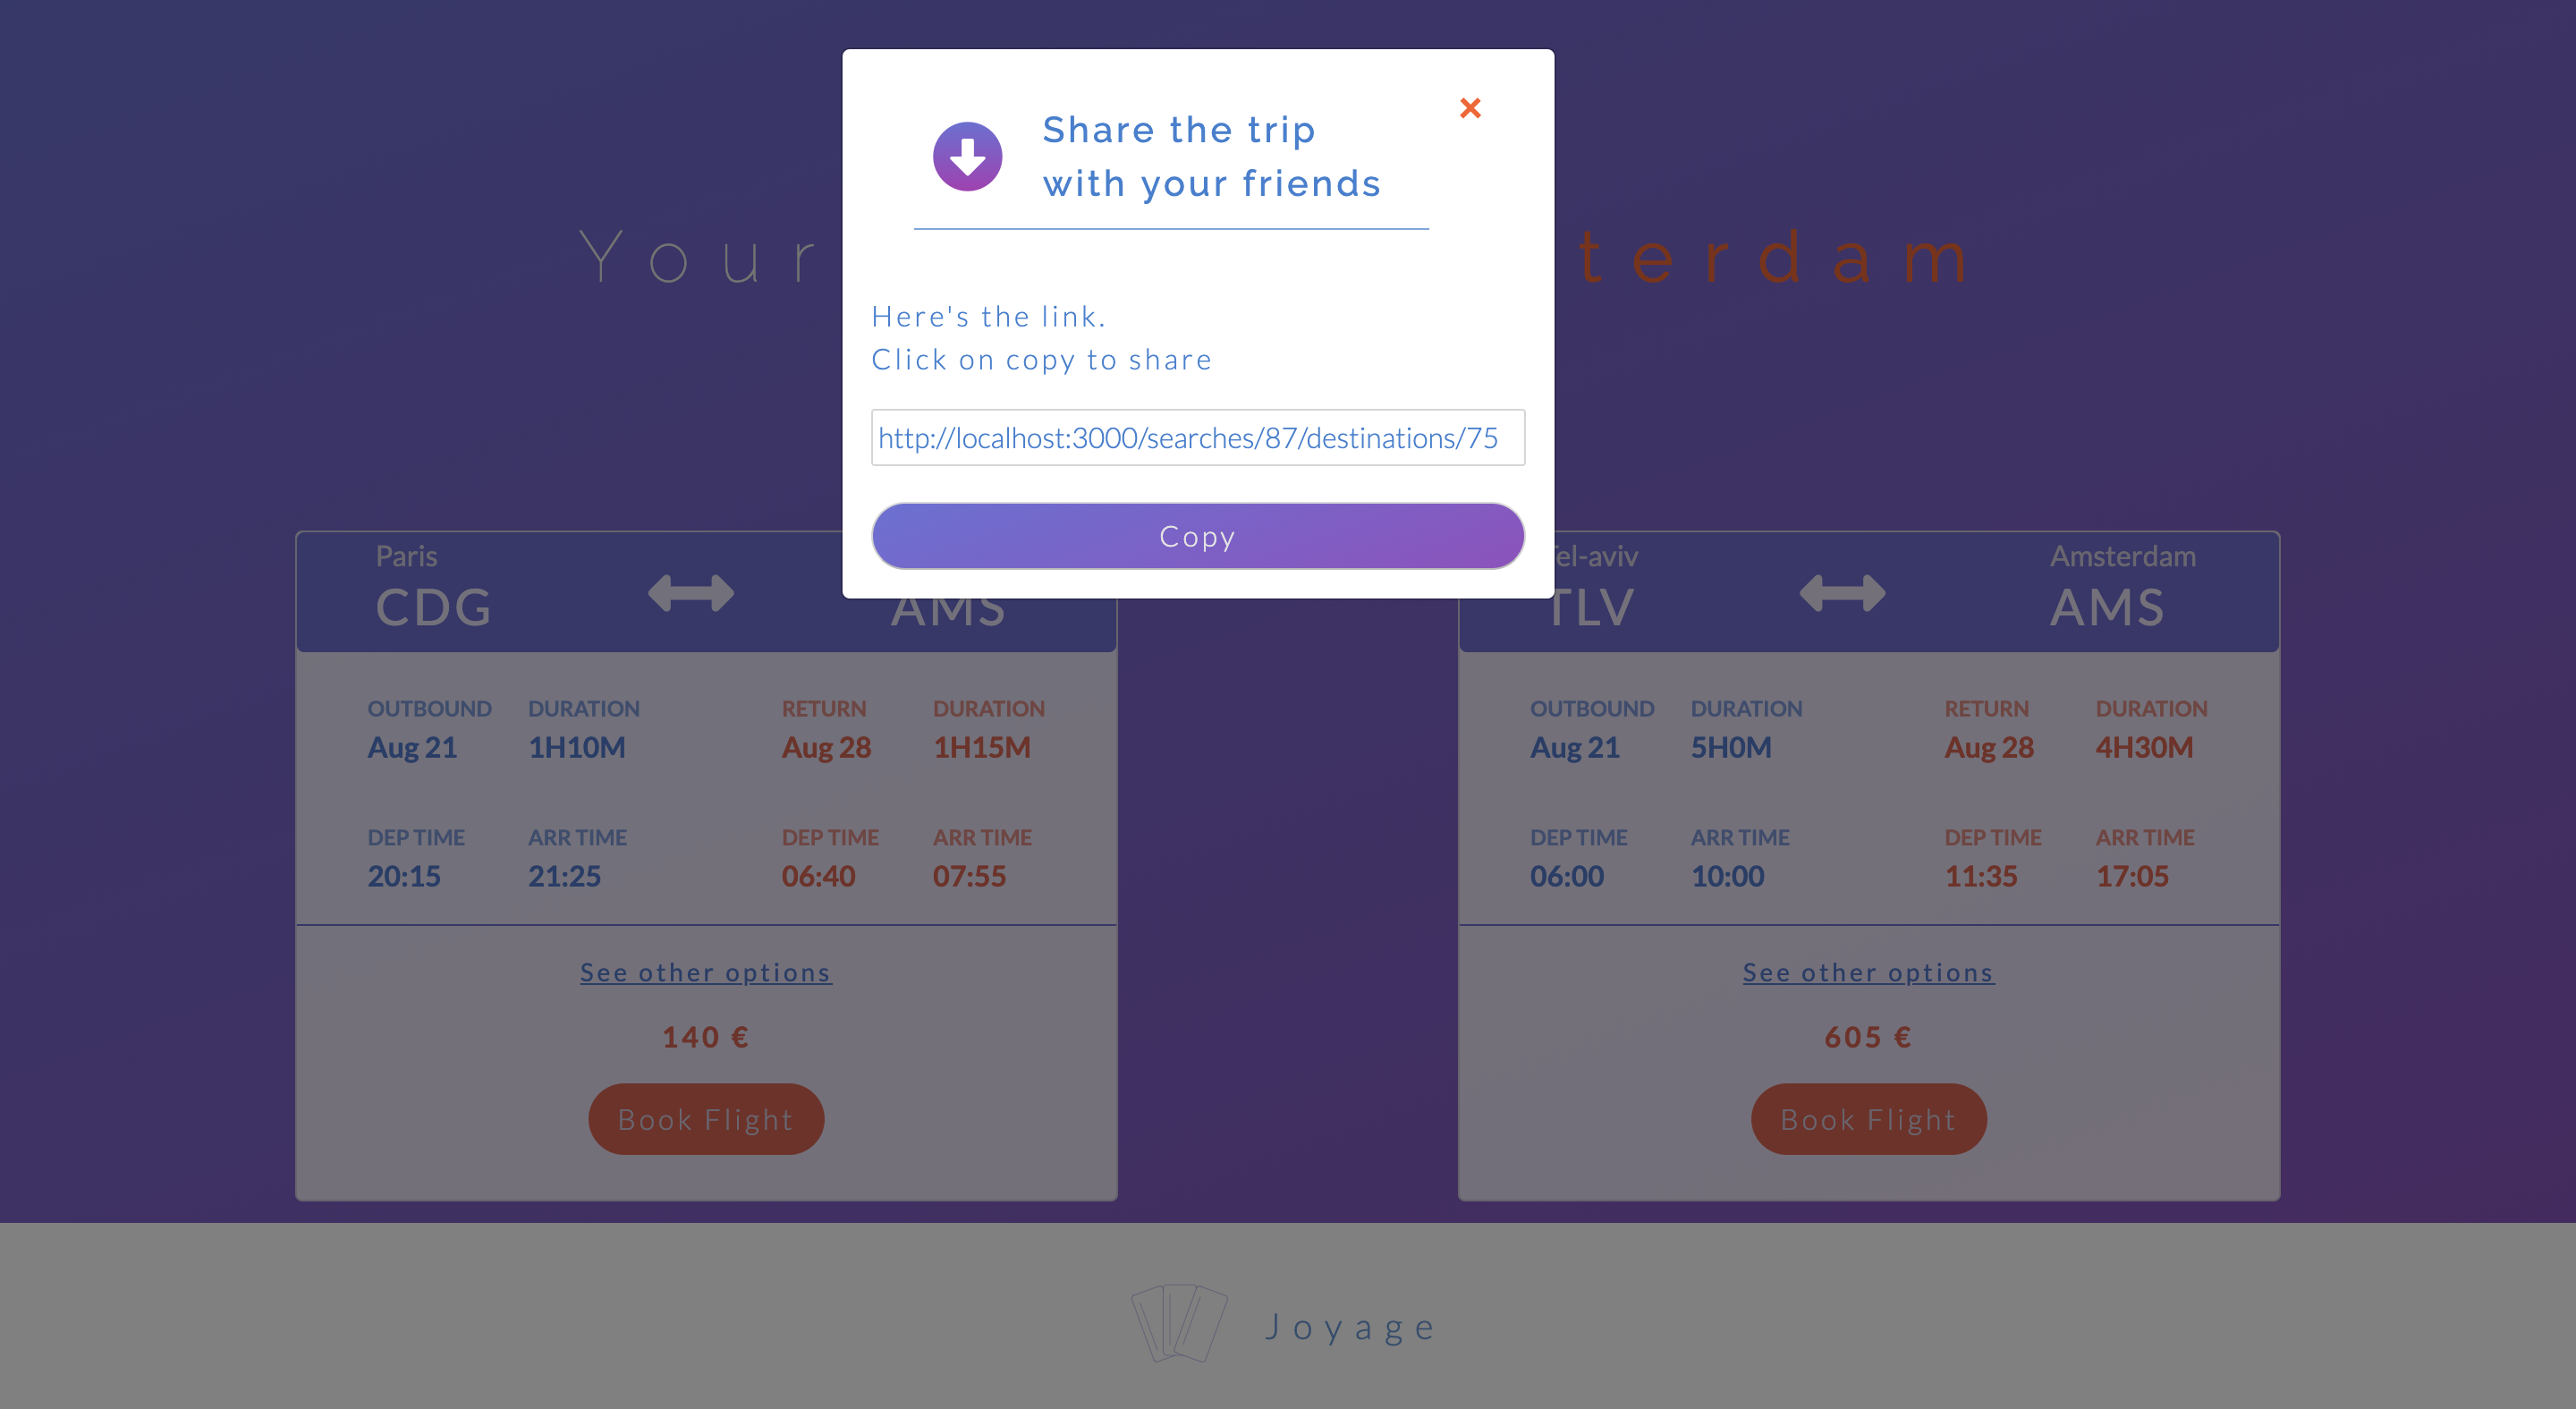 Share the trip
with your friends
Your terdam
Here's the link.
Click on copy to share
http://localhost:3000/searches/87/destinations/75
Copy
Paris
CDG AMS
OUTBOUND DURATION RETURN DURATION
Aug 21 1H10M Aug 28 1H15M
DEP TIME ARR TIME DEP TIME ARR TIME
20:15 21:25 06:40 07:55
See other options
140 €
Book Flight
el-aviv Amsterdam
TLV AMS
OUTBOUND DURATION RETURN DURATION
Aug 21 5H0M Aug 28 4H30M
DEP TIME ARR TIME DEP TIME ARR TIME
06:00 10:00 11:35 17:05
See other options
605 €
Book Flight
Joyage